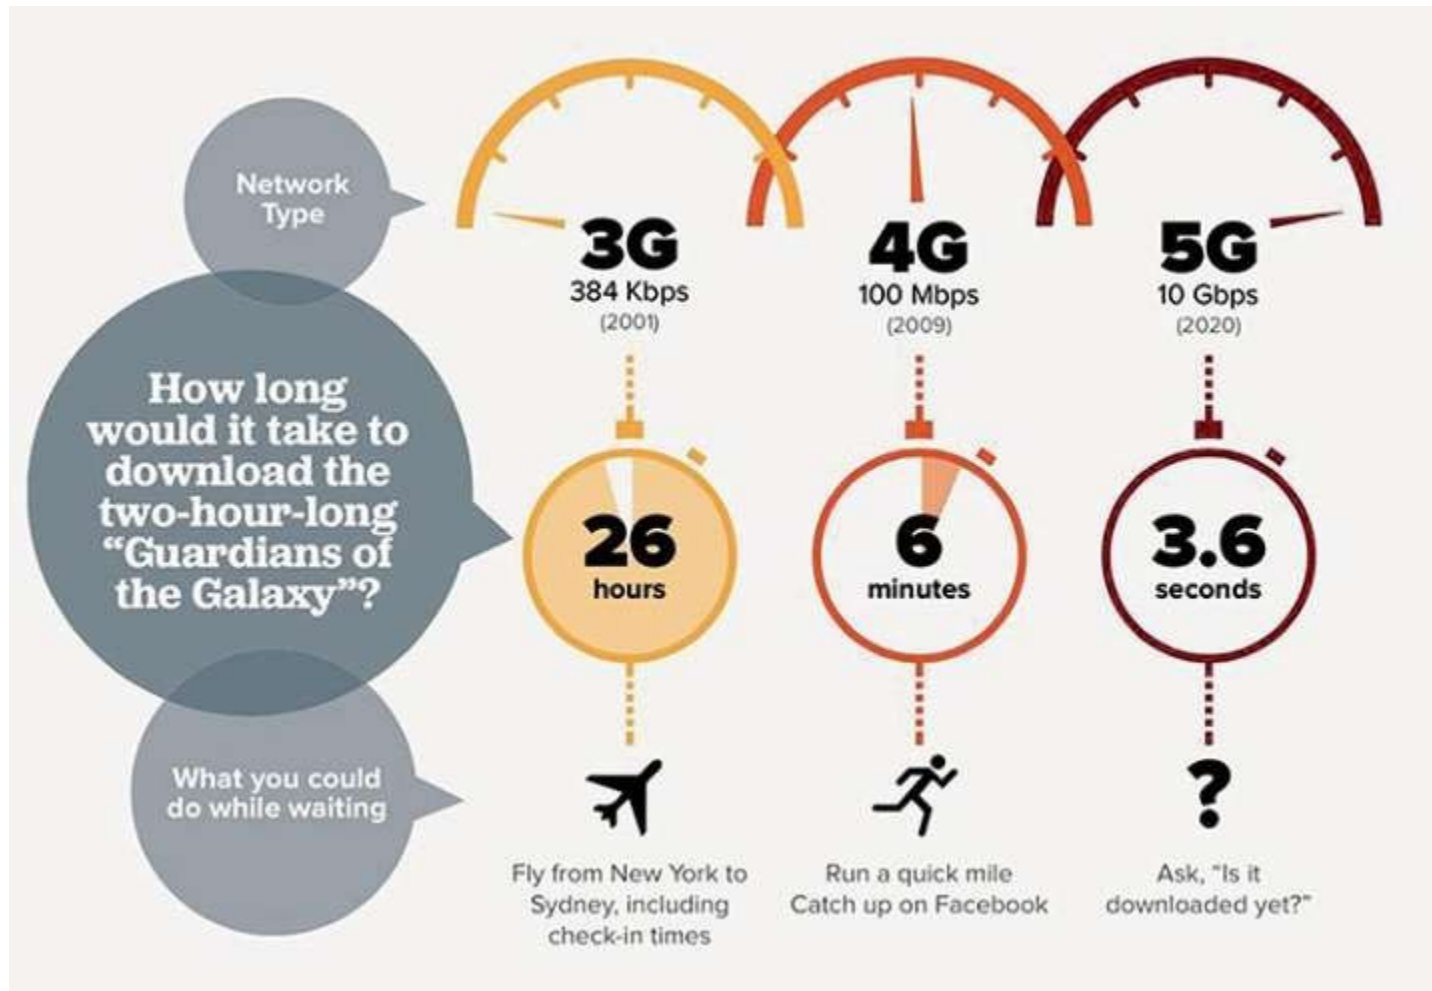 Network
Type
3G
384 Kbps
(2001)
4G
100 Mbps
(2009)
5G
10 Gbps
(2020)
How long
would it take to
download the
two-hour-long
“Guardians of
the Galaxy”?
26
hours
6
minutes
3.6
seconds
What you could
do while waiting
?
Fly from New York to
Sydney, including
check-in times
Run a quick mile
Catch up on Facebook
Ask, “Is it
downloaded yet?”